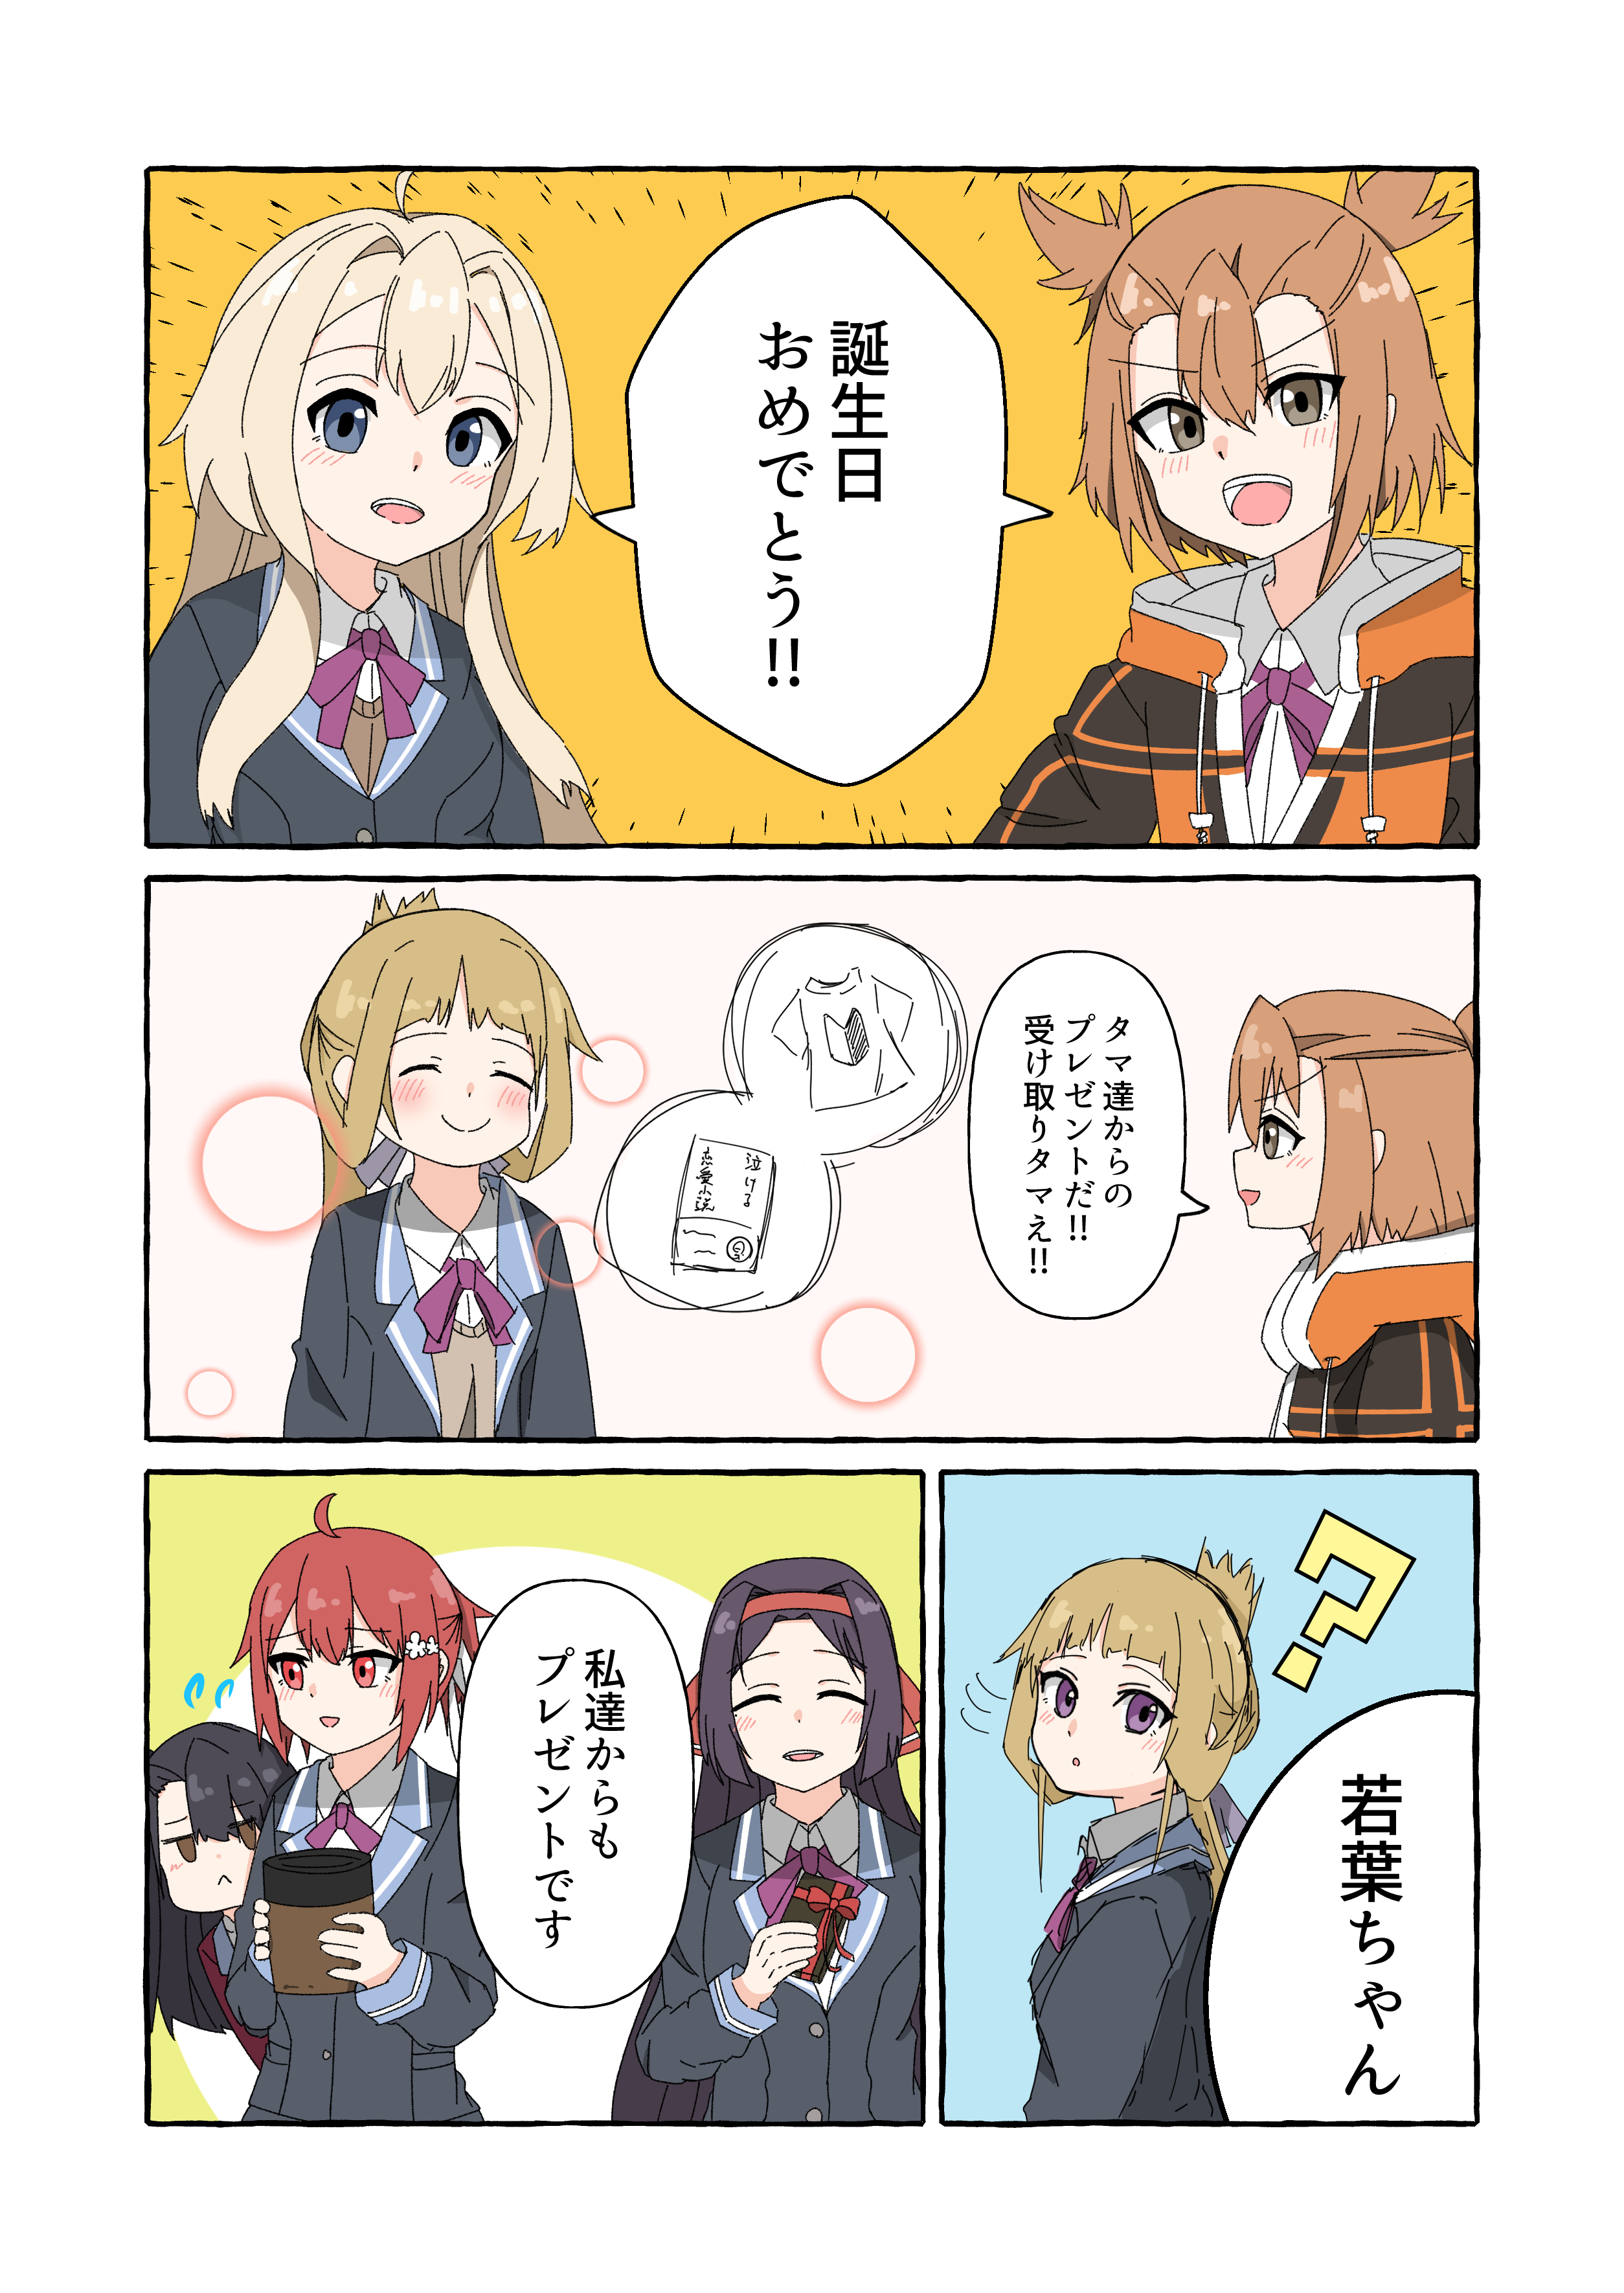 誕生日
おめでとう!!
タマ達からの
プレゼントだ!!
受け取りタマえ!!
泣ける
恋愛小説
?
若葉ちゃん
私達からも
プレゼントです